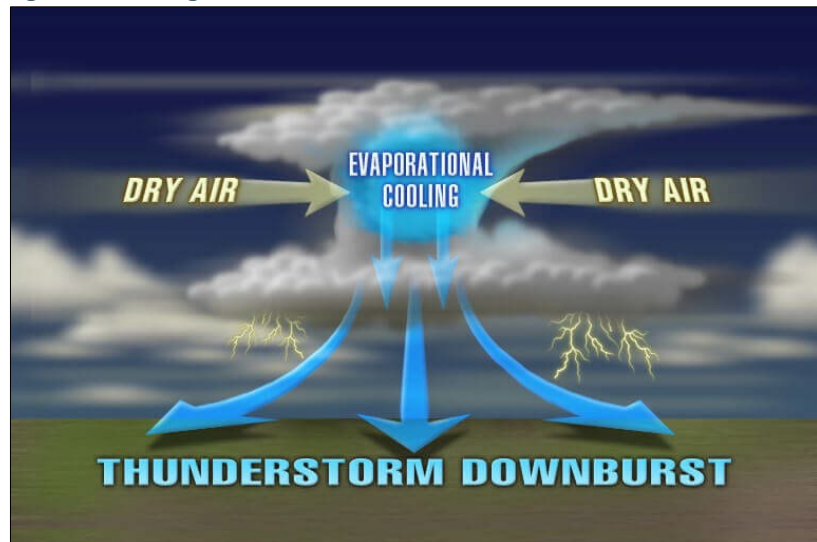 EVAPORATIONAL
COOLING
DRY AIR
DRY AIR
THUNDERSTORM DOWNBURST